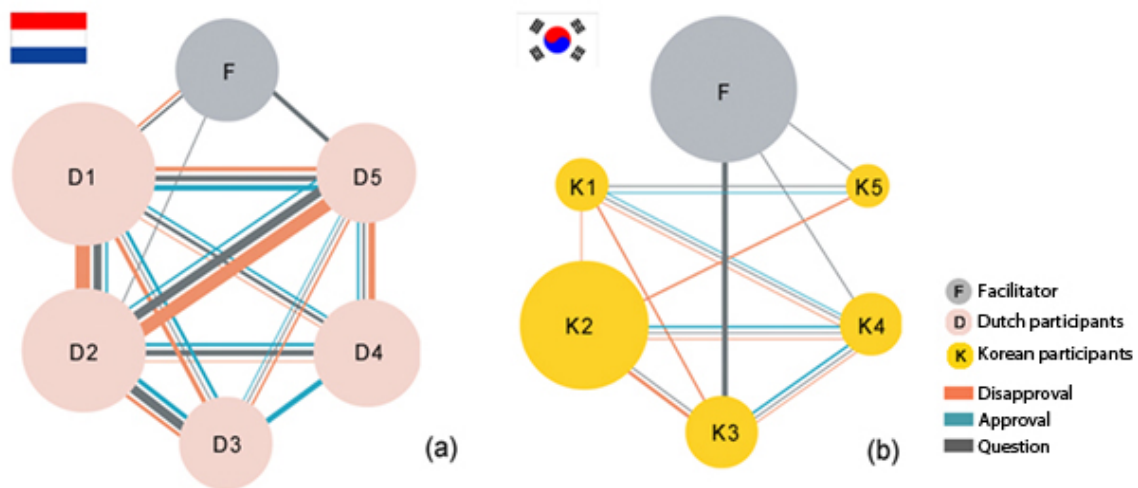 F
D1
D5
D2
D4
D3
(a)
F
K1
K5
K2
K4
K3
(b)
F Facilitator
D Dutch participants
K Korean participants
Disapproval
Approval
Question